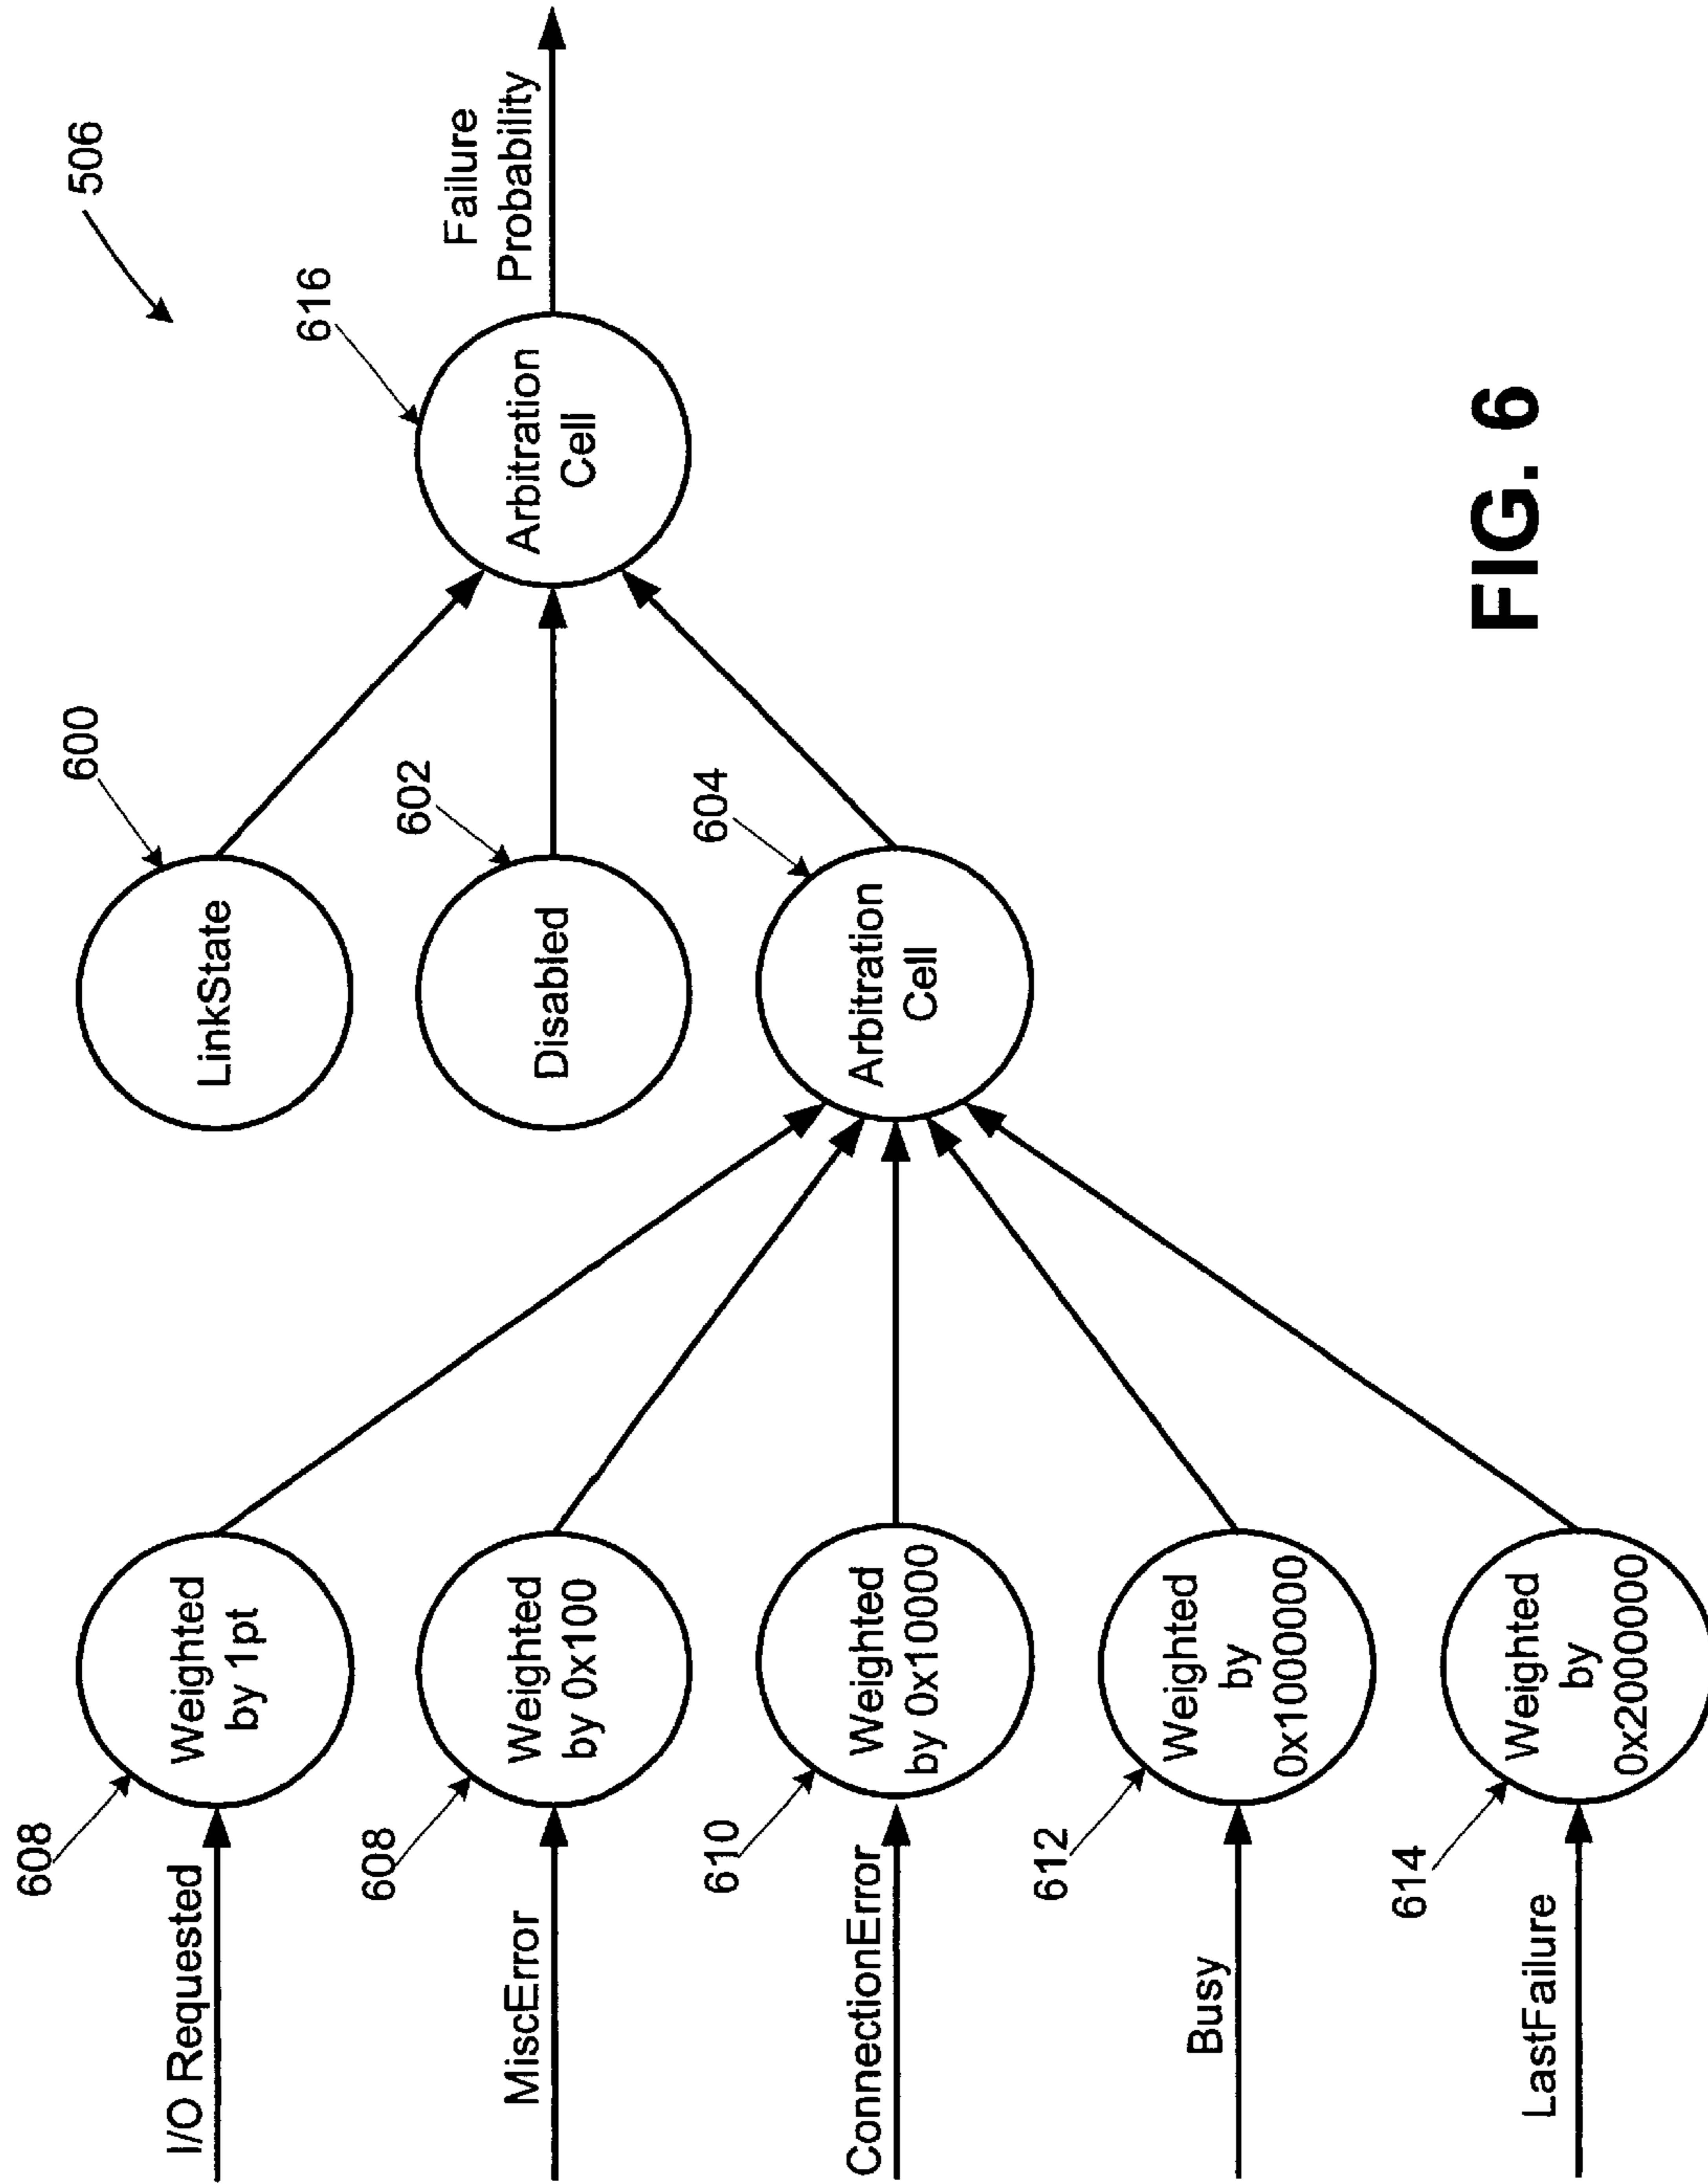 506
616
Failure
Probability
Arbitration
Cell
600
LinkState
602
Disabled
604
Arbitration
Cell
608
I/O Requested
Weighted
by 1pt
608
MiscError
Weighted
by 0x100
610
ConnectionError
Weighted
by 0x10000
612
Busy
Weighted
by
0x1000000
614
LastFailure
Weighted
by
0x2000000
FIG. 6